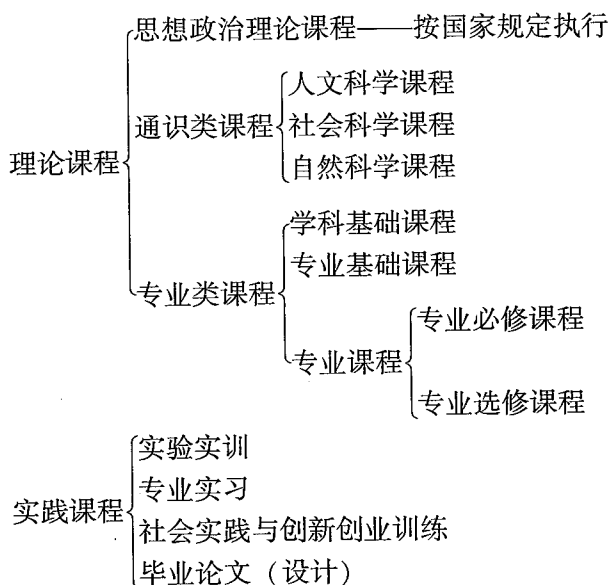 思想政治理论课程——按国家规定执行
人文科学课程
通识类课程
社会科学课程
自然科学课程
理论课程
学科基础课程
专业基础课程
专业类课程
专业必修课程
专业课程
专业选修课程
实验实训
专业实习
实践课程
社会实践与创新创业训练
毕业论文（设计）